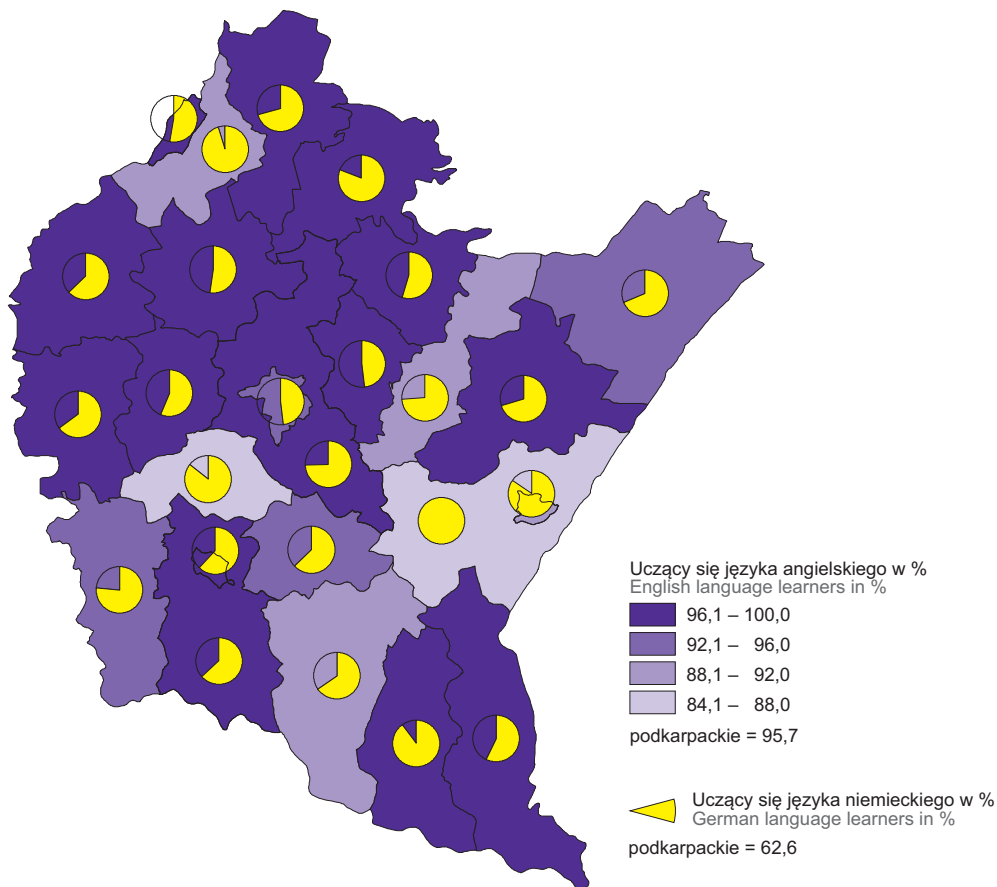 Uczący się języka angielskiego w %
English language learners in %
96,1 – 100,0
92,1 – 96,0
88,1 – 92,0
84,1 – 88,0
podkarpackie = 95,7
Uczący się języka niemieckiego w %
German language learners in %
podkarpackie = 62,6